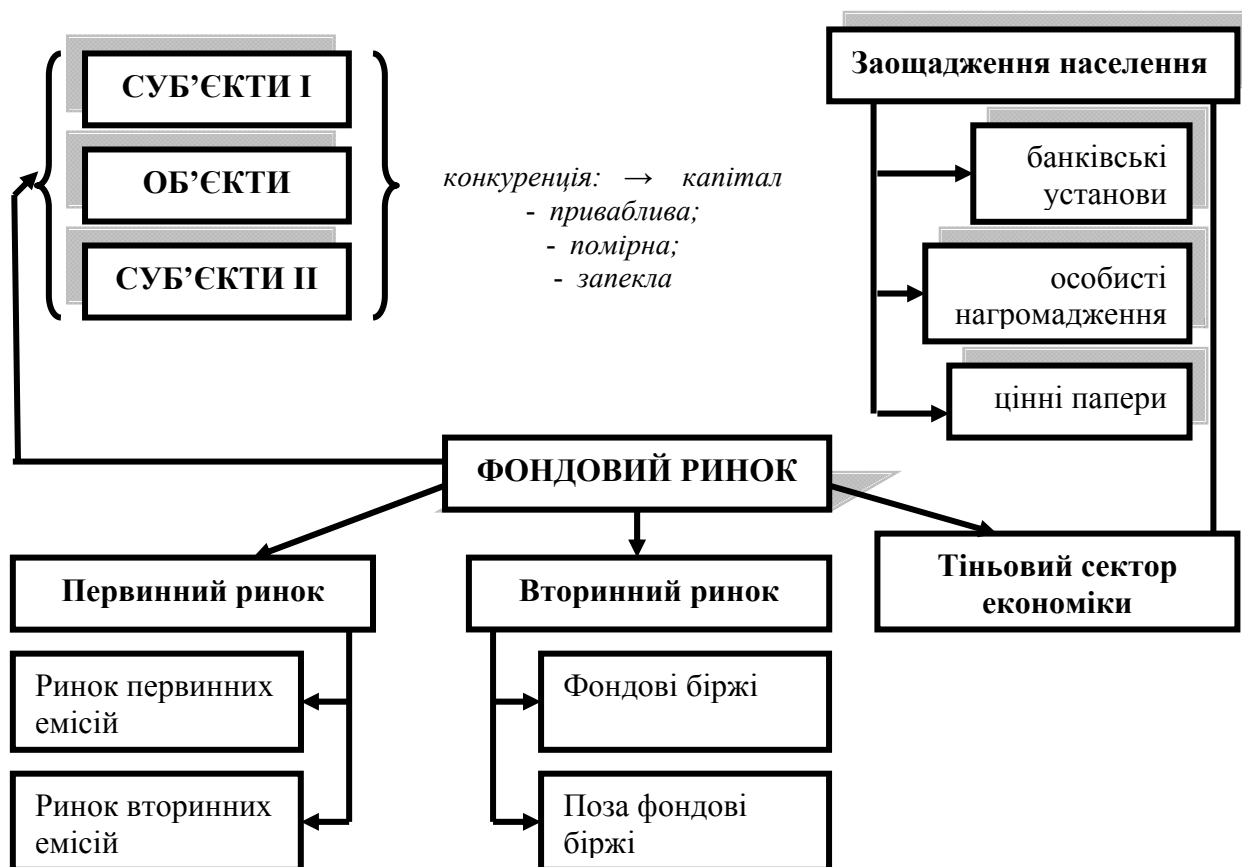 СУБ’ЄКТИ І
ОБ’ЄКТИ
СУБ’ЄКТИ ІІ
конкуренція: → капітал
- приваблива;
- помірна;
- запекла
Заощадження населення
банківські
установи
особисті
нагромадження
цінні папери
ФОНДОВИЙ РИНОК
Первинний ринок
Ринок первинних
емісій
Ринок вторинних
емісій
Вторинний ринок
Фондові біржі
Поза фондові
біржі
Тіньовий сектор
економіки